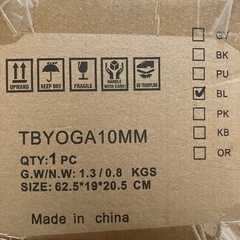 GY
BK
PU
BL
PK
KB
OR
UPWARD KEEP DRY FRAGILE HANDLE WITH CARE
TBYOGA10MM
QTY:1 PC
G.W/N.W: 1.3 / 0.8 KGS
SIZE: 62.5*19*20.5 CM
Made in china